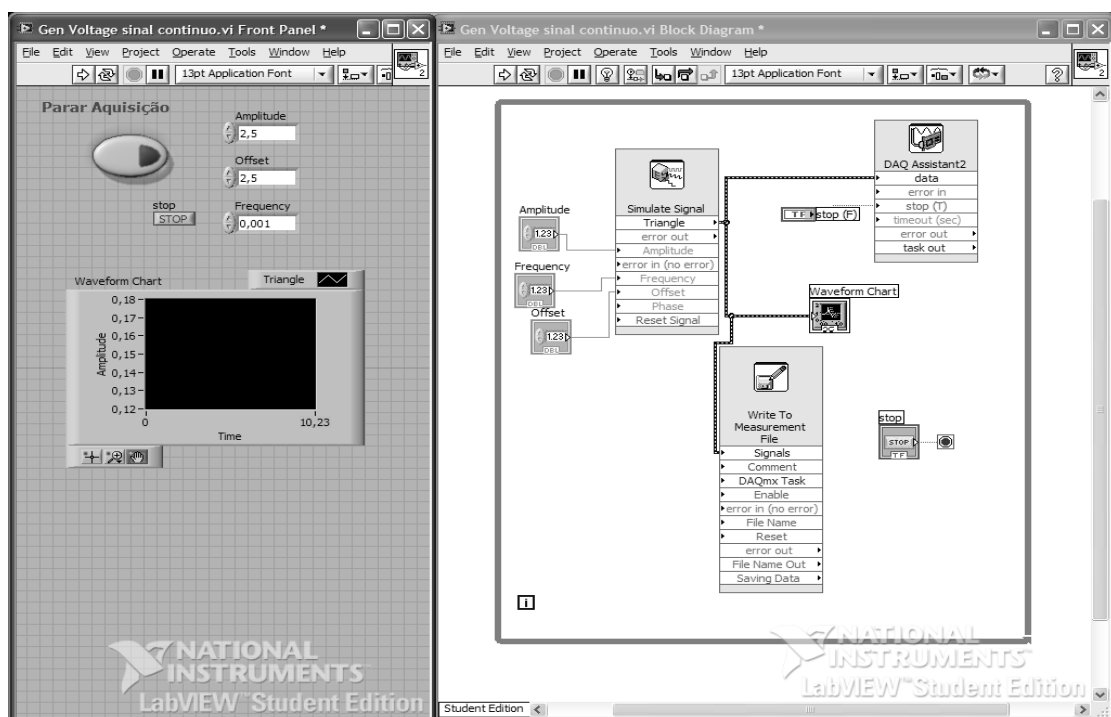 Gen Voltage sinal continuo.vi Front Panel *
File Edit View Project Operate Tools Window Help
13pt Application Font
2
Parar Aquisição
Amplitude
2,5
Offset
2,5
stop
STOP
Frequency
0,001
Waveform Chart
Triangle
0,18
0,17
0,16
0,15
0,14
0,13
0,12
Amplitude
0
10,23
Time
NATIONAL
INSTRUMENTS
LabVIEW™ Student Edition
Gen Voltage sinal continuo.vi Block Diagram *
File Edit View Project Operate Tools Window Help
13pt Application Font
2
DAQ Assistant2
data
error in
stop (T)
timeout (sec)
error out
task out
TF stop (F)
Simulate Signal
Triangle
error out
Amplitude
error in (no error)
Frequency
Offset
Phase
Reset Signal
Amplitude
1.23
DBL
Frequency
1.23
DBL
Offset
1.23
DBL
Waveform Chart
Write To
Measurement
File
Signals
Comment
DAQmx Task
Enable
error in (no error)
File Name
Reset
error out
File Name Out
Saving Data
stop
STOP
TF
i
NATIONAL
INSTRUMENTS
LabVIEW™ Student Edition
Student Edition